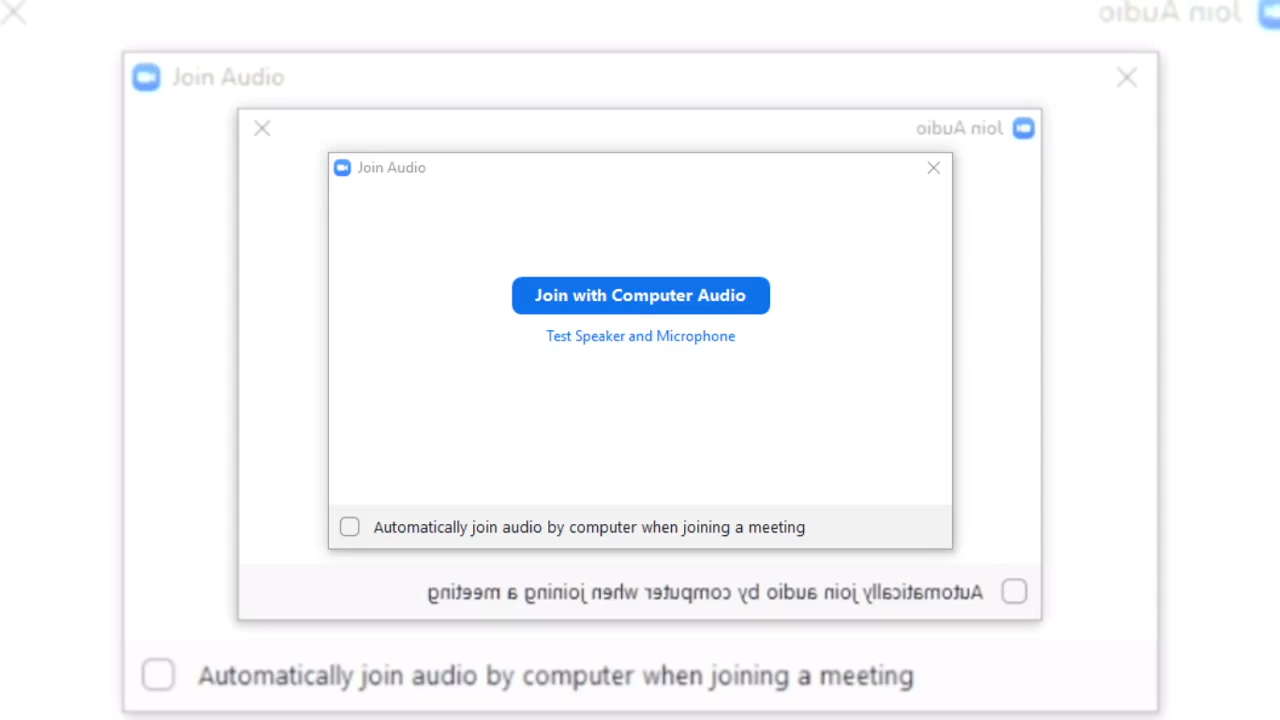 Join Audio
Join Audio
Join Audio
Join Audio
Join with Computer Audio
Test Speaker and Microphone
Automatically join audio by computer when joining a meeting
Automatically join audio by computer when joining a meeting
Automatically join audio by computer when joining a meeting